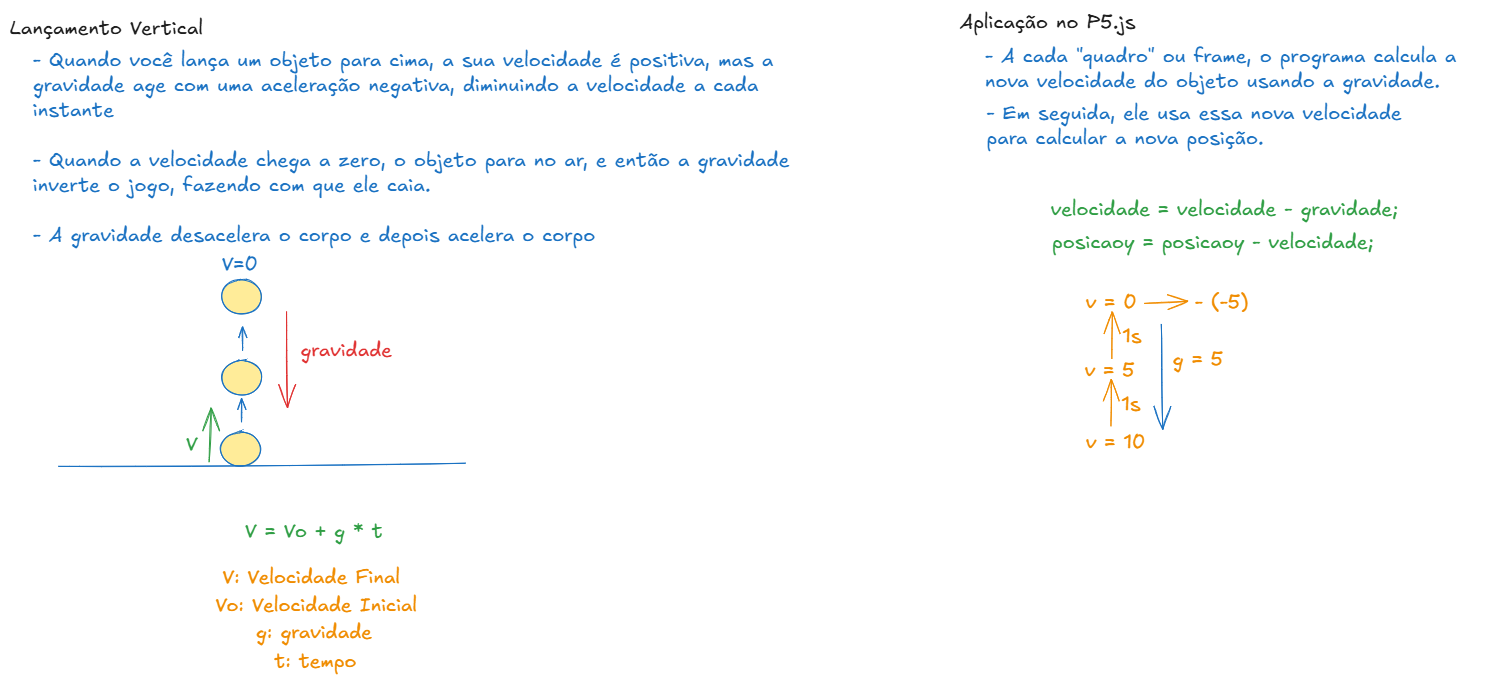 Lançamento Vertical
- Quando você lança um objeto para cima, a sua velocidade é positiva, mas a
gravidade age com uma aceleração negativa, diminuindo a velocidade a cada
instante
- Quando a velocidade chega a zero, o objeto para no ar, e então a gravidade
inverte o jogo, fazendo com que ele caia.
- A gravidade desacelera o corpo e depois acelera o corpo
V=0
gravidade
V
V = Vo + g * t
V: Velocidade Final
Vo: Velocidade Inicial
g: gravidade
t: tempo
Aplicação no P5.js
- A cada "quadro" ou frame, o programa calcula a
nova velocidade do objeto usando a gravidade.
- Em seguida, ele usa essa nova velocidade
para calcular a nova posição.
velocidade = velocidade - gravidade;
posicaoy = posicaoy - velocidade;
v = 0 - (-5)
1s
v = 5
g = 5
1s
v = 10